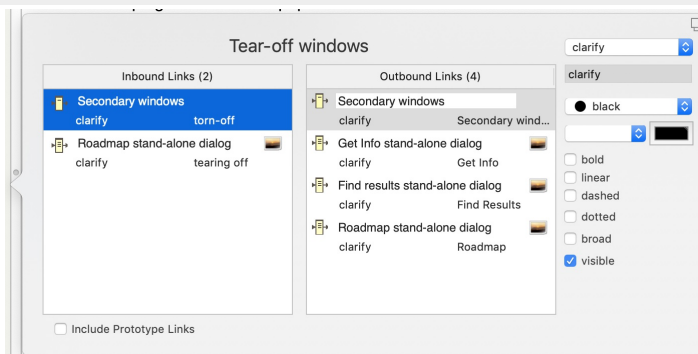 Tear-off windows
clarify
Inbound Links (2)
Outbound Links (4)
clarify
Secondary windows
clarify torn-off
Roadmap stand-alone dialog
clarify tearing off
Secondary windows
clarify Secondary wind...
Get Info stand-alone dialog
clarify Get Info
Find results stand-alone dialog
clarify Find Results
Roadmap stand-alone dialog
clarify Roadmap
black
bold
linear
dashed
dotted
broad
visible
Include Prototype Links